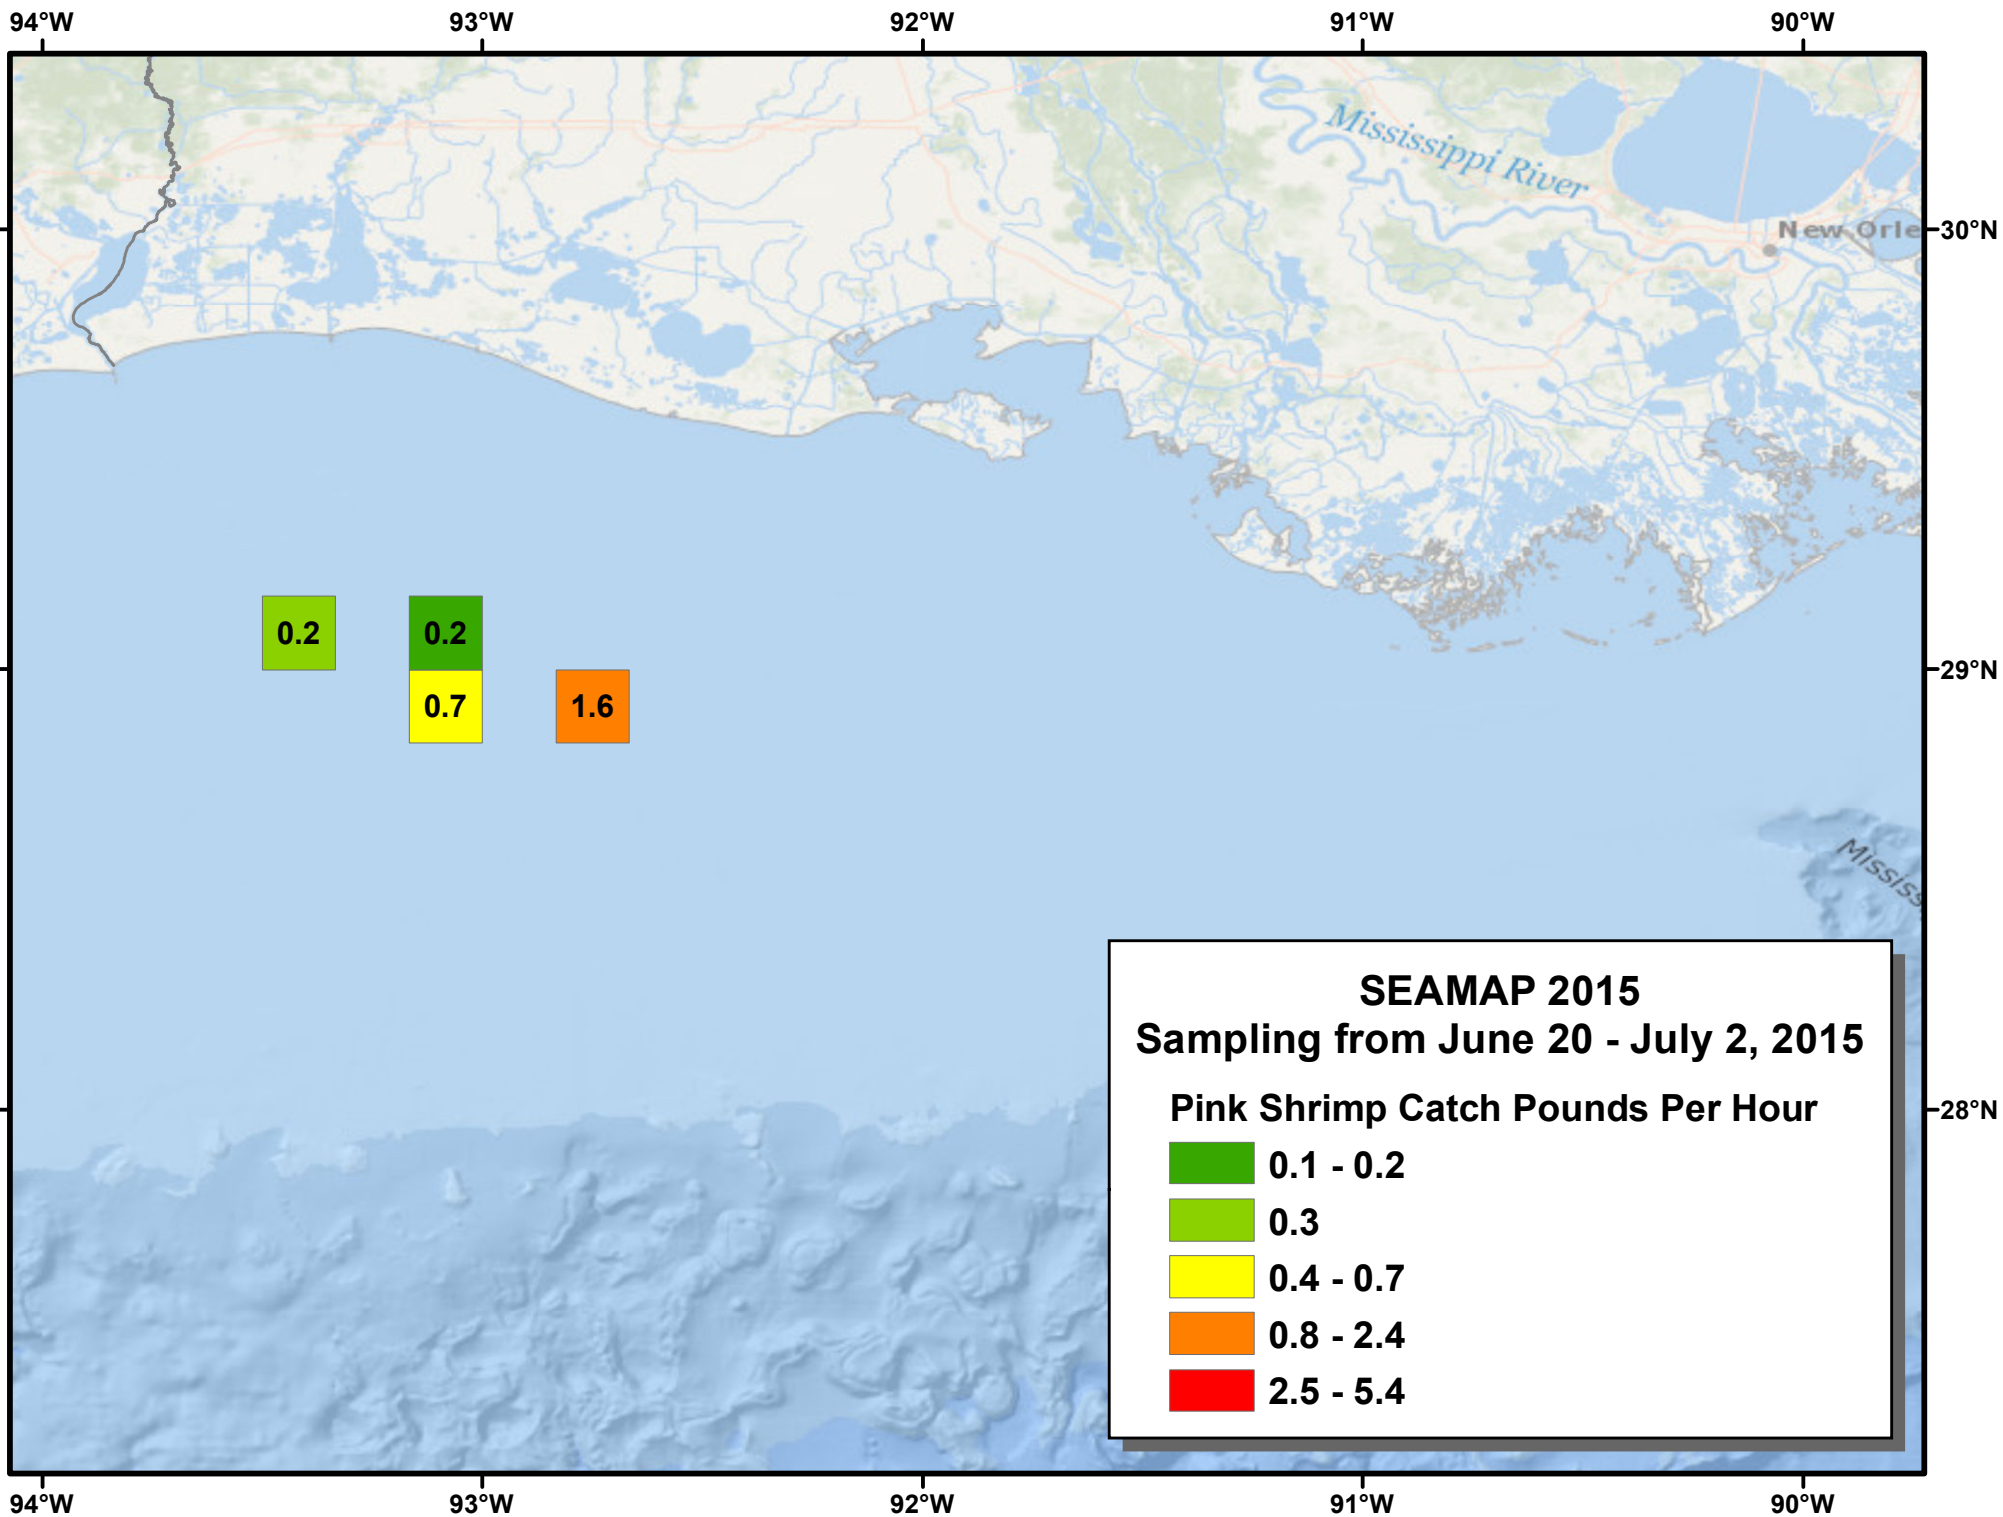 94°W 93°W 92°W 91°W 90°W
Mississippi River
New Orle
30°N
0.2 0.2
29°N
0.7 1.6
Mississ
SEAMAP 2015
Sampling from June 20 - July 2, 2015
Pink Shrimp Catch Pounds Per Hour
28°N
0.1 - 0.2
0.3
0.4 - 0.7
0.8 - 2.4
2.5 - 5.4
94°W 93°W 92°W 91°W 90°W